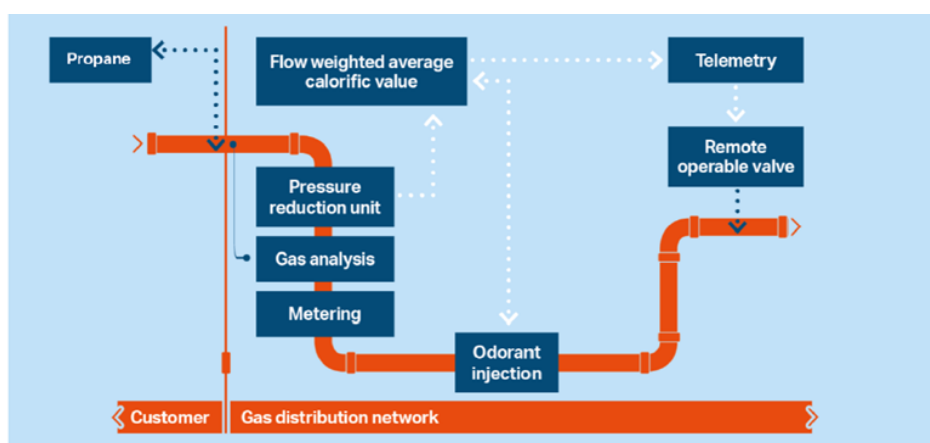 Propane
Flow weighted average
calorific value
Telemetry
Remote
operable valve
Pressure
reduction unit
Gas analysis
Metering
Odorant
injection
Customer
Gas distribution network